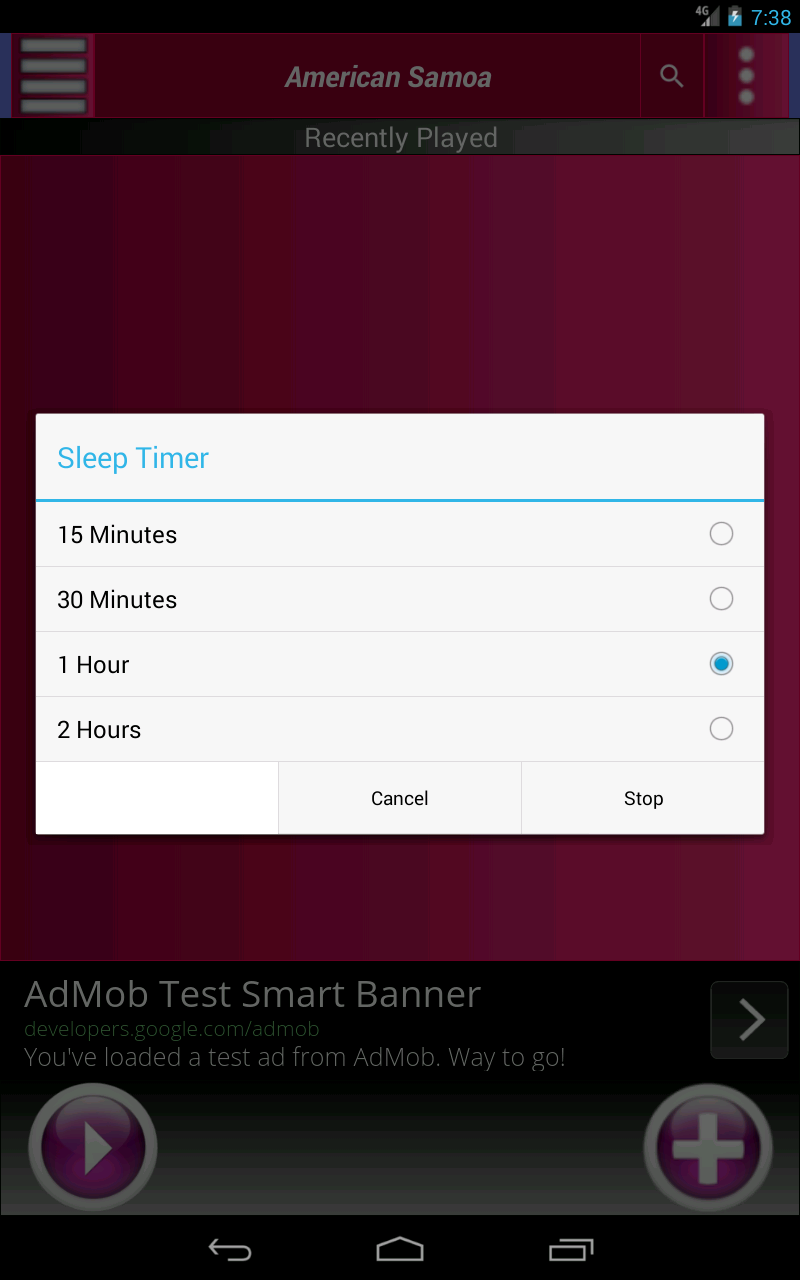 4G 7:38
American Samoa
Recently Played
Sleep Timer
15 Minutes
30 Minutes
1 Hour
2 Hours
Cancel Stop
AdMob Test Smart Banner
developers.google.com/admob
You've loaded a test ad from AdMob. Way to go!